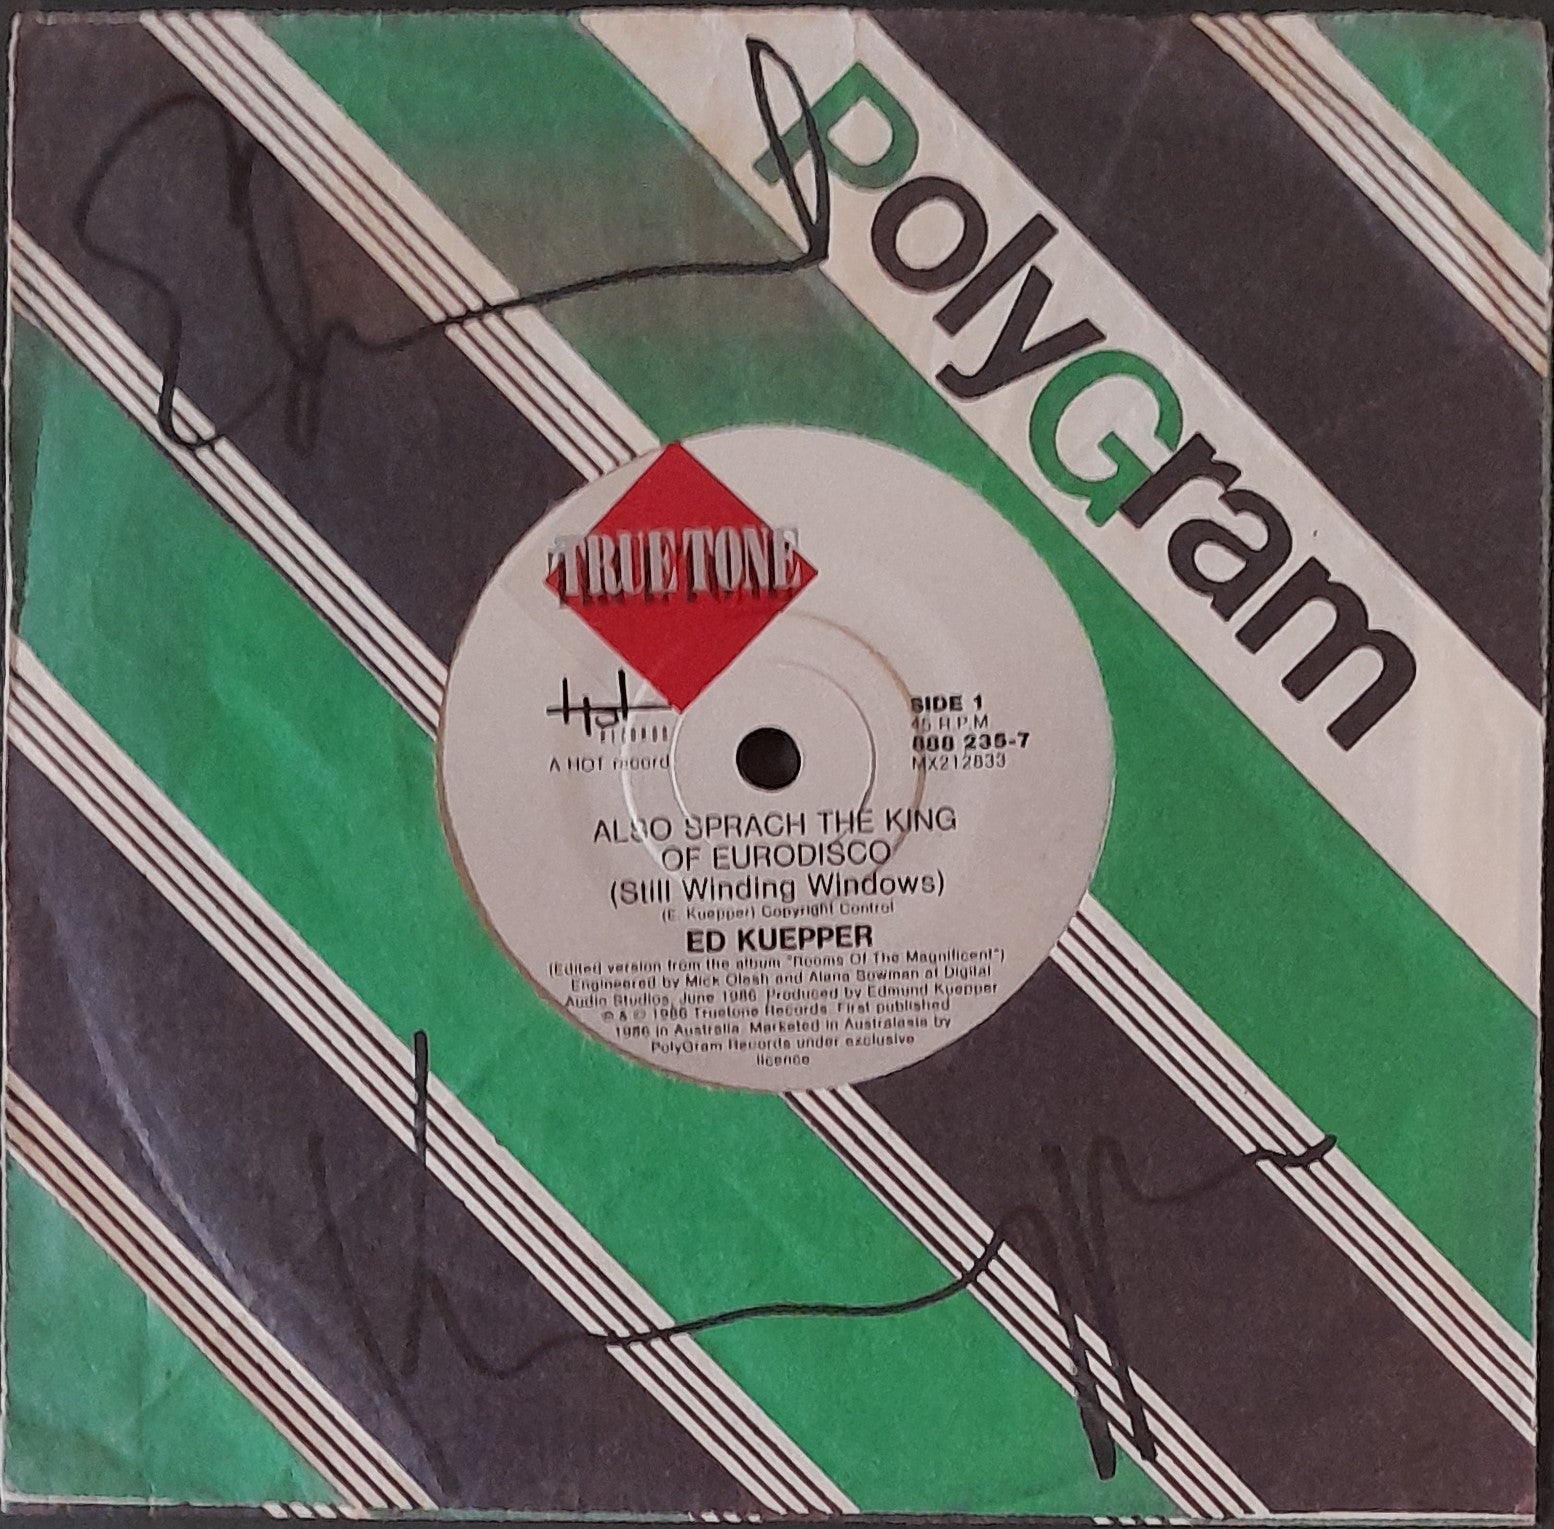 PolyGram
TRUETONE
Hot
RECORDS
A HOT record
SIDE 1
45 R.P.M.
888 235-7
MX212833
ALSO SPRACH THE KING
OF EURODISCO
(Still Winding Windows)
(E. Kuepper) Copyright Control
ED KUEPPER
(Edited version from the album "Rooms Of The Magnificent")
Engineered by Mick Olesh and Alana Bowman at Digital
Audio Studios, June 1986. Produced by Edmund Kuepper
℗ & © 1986 Truetone Records. First published
1986 in Australia. Marketed in Australasia by
PolyGram Records under exclusive
licence